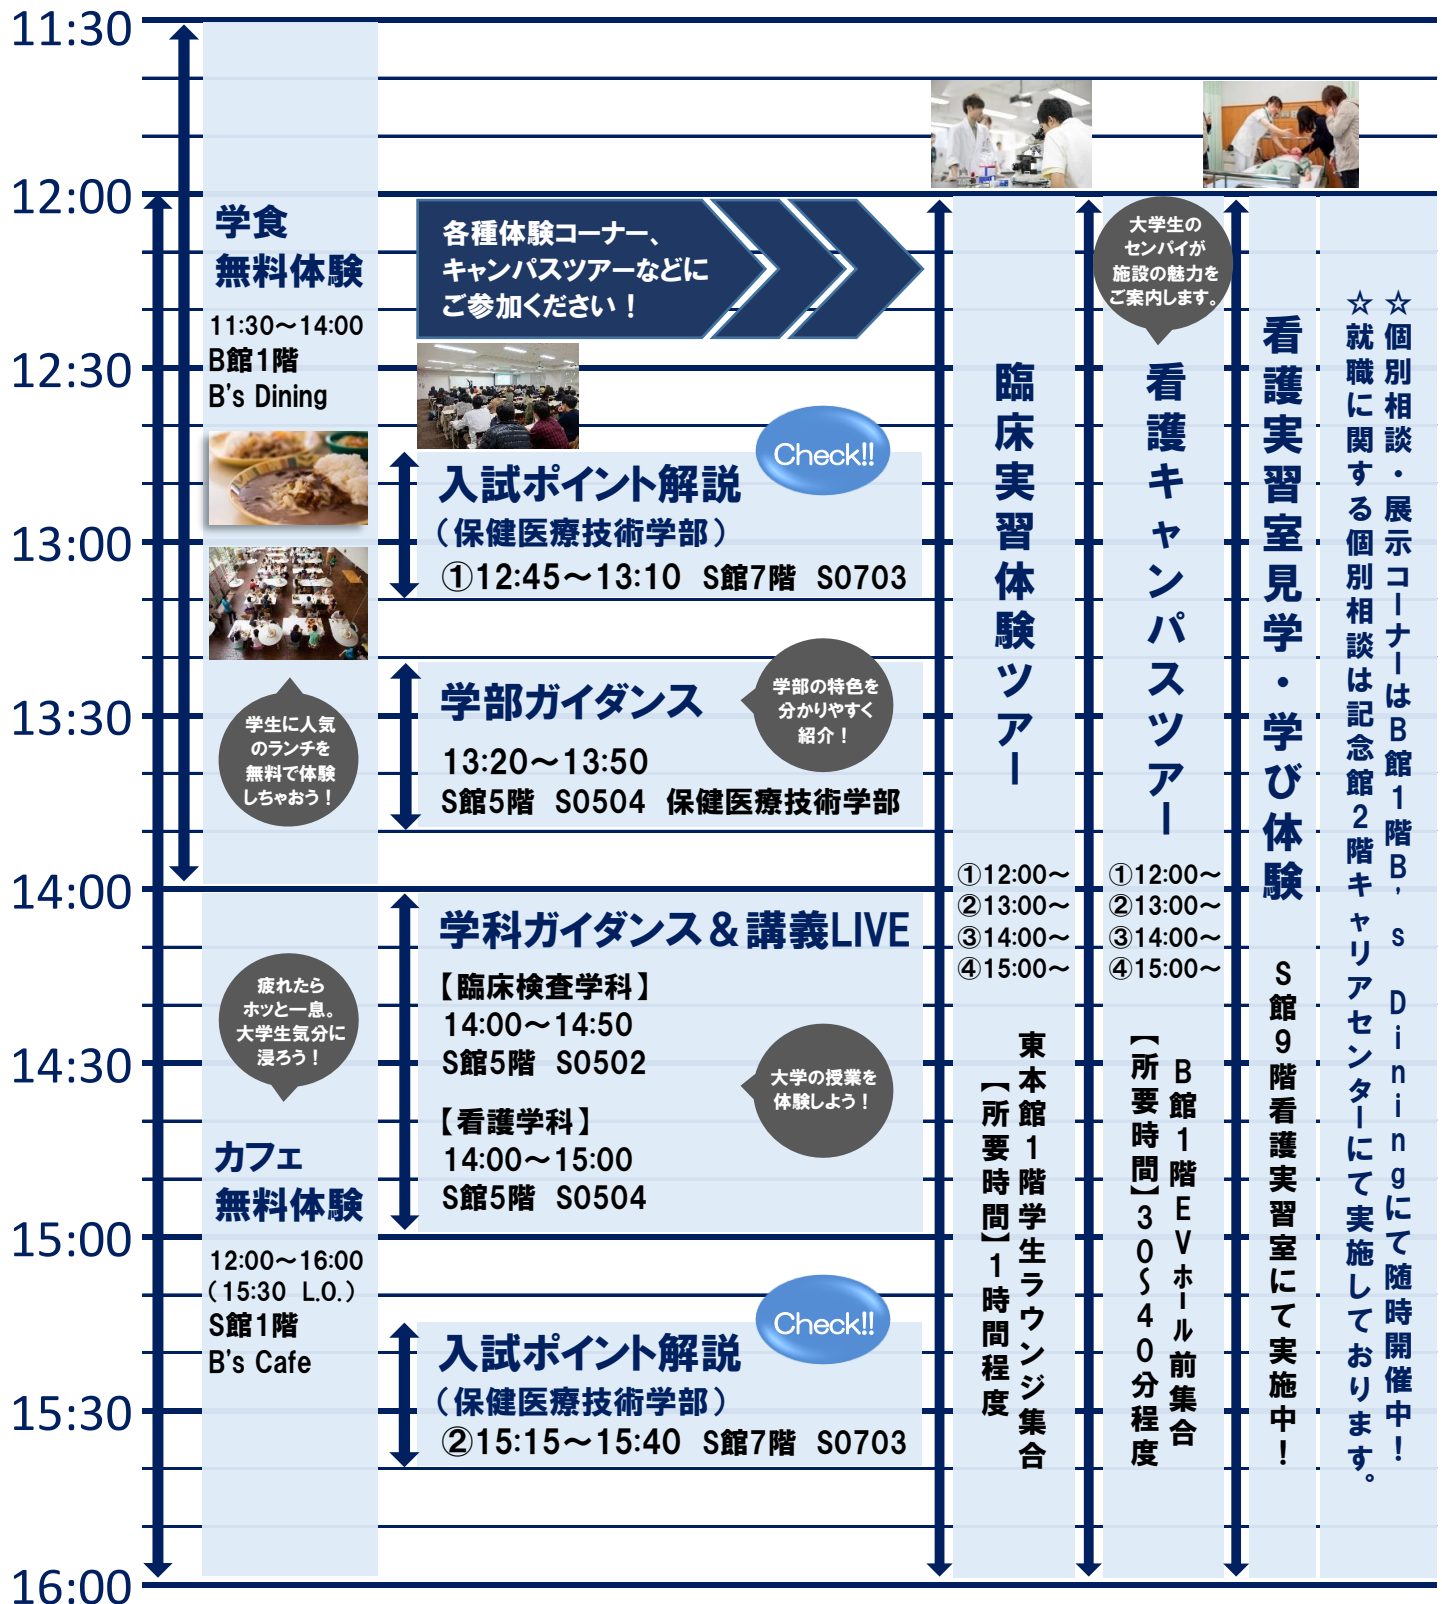 11:30
12:00
12:30
13:00
13:30
14:00
14:30
15:00
15:30
16:00
学食
無料体験
11:30～14:00
B館1階
B's Dining
学生に人気
のランチを
無料で体験
しちゃおう！
疲れたら
ホッと一息。
大学生気分に
浸ろう！
カフェ
無料体験
12:00～16:00
（15:30 L.O.）
S館1階
B's Cafe
各種体験コーナー、
キャンパスツアーなどに
ご参加ください！
Check!!
入試ポイント解説
（保健医療技術学部）
①12:45～13:10 S館7階 S0703
学部ガイダンス
13:20～13:50
S館5階 S0504 保健医療技術学部
学部の特色を
分かりやすく
紹介！
学科ガイダンス＆講義LIVE
【臨床検査学科】
14:00～14:50
S館5階 S0502
【看護学科】
14:00～15:00
S館5階 S0504
大学の授業を
体験しよう！
Check!!
入試ポイント解説
（保健医療技術学部）
②15:15～15:40 S館7階 S0703
臨床実習体験ツアー
①12:00～
②13:00～
③14:00～
④15:00～
東本館1階学生ラウンジ集合
【所要時間】1時間程度
大学生の
センパイが
施設の魅力を
ご案内します。
看護キャンパスツアー
①12:00～
②13:00～
③14:00～
④15:00～
B館1階EVホール前集合
【所要時間】30～40分程度
看護実習室見学・学び体験 S館9階看護実習室にて実施中！
☆個別相談・展示コーナーはB館1階B's Diningにて随時開催中！
☆就職に関する個別相談は記念館2階キャリアセンターにて実施しております。